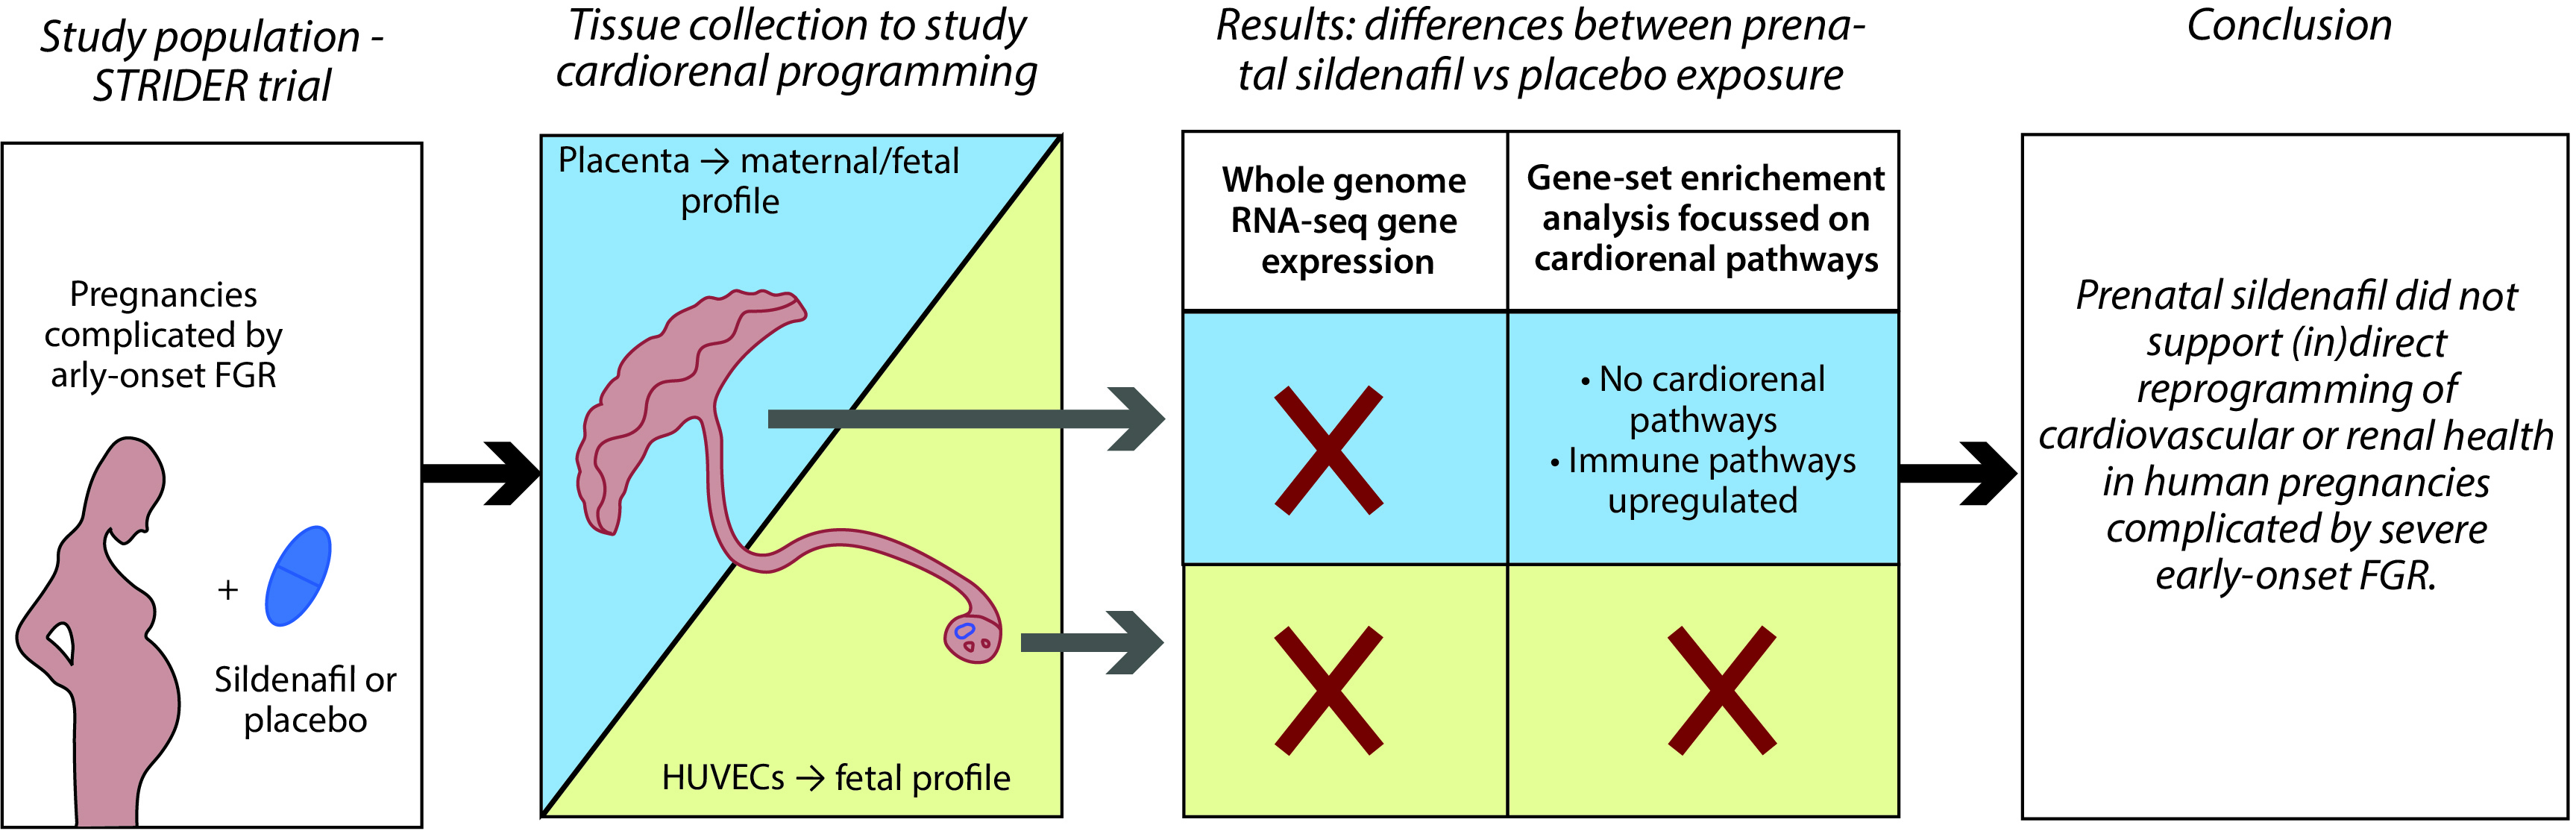 Study population -
STRIDER trial
Pregnancies
complicated by
arly-onset FGR
+
Sildenafil or
placebo
Tissue collection to study
cardiorenal programming
Placenta → maternal/fetal
profile
HUVECs → fetal profile
Results: differences between prena-
tal sildenafil vs placebo exposure
Whole genome
RNA-seq gene
expression
Gene-set enrichement
analysis focussed on
cardiorenal pathways
• No cardiorenal
pathways
• Immune pathways
upregulated
Conclusion
Prenatal sildenafil did not
support (in)direct
reprogramming of
cardiovascular or renal health
in human pregnancies
complicated by severe
early-onset FGR.